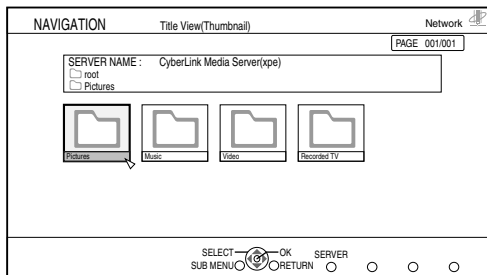 NAVIGATION Title View(Thumbnail) Network
PAGE 001/001
SERVER NAME : CyberLink Media Server(xpe)
root
Pictures
Pictures Music Video Recorded TV
SELECT OK SERVER
SUB MENU RETURN